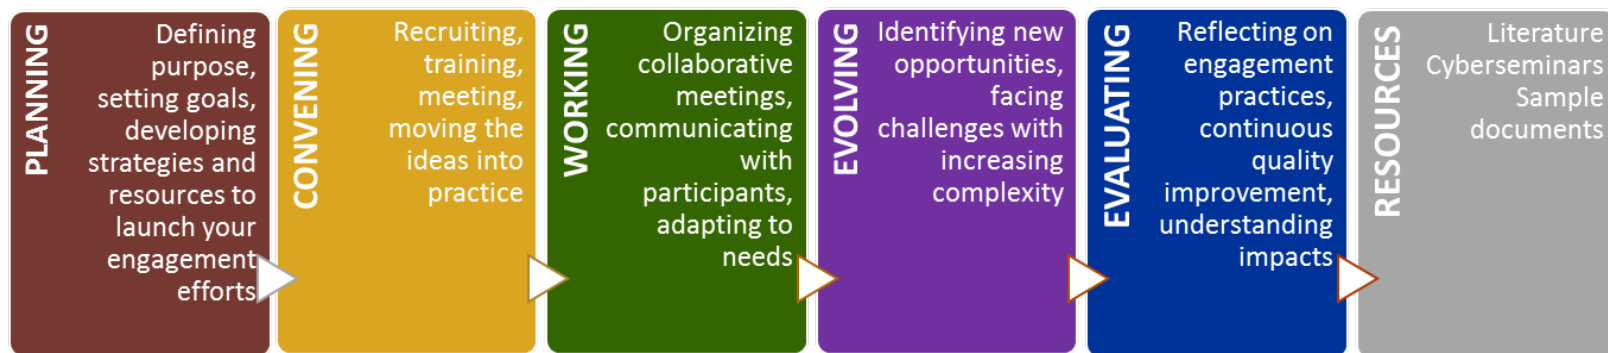 PLANNING
Defining
purpose,
setting goals,
developing
strategies and
resources to
launch your
engagement
efforts
CONVENING
Recruiting,
training,
meeting,
moving the
ideas into
practice
WORKING
Organizing
collaborative
meetings,
communicating
with
participants,
adapting to
needs
EVOLVING
Identifying new
opportunities,
facing
challenges with
increasing
complexity
EVALUATING
Reflecting on
engagement
practices,
continuous
quality
improvement,
understanding
impacts
RESOURCES
Literature
Cyberseminars
Sample
documents